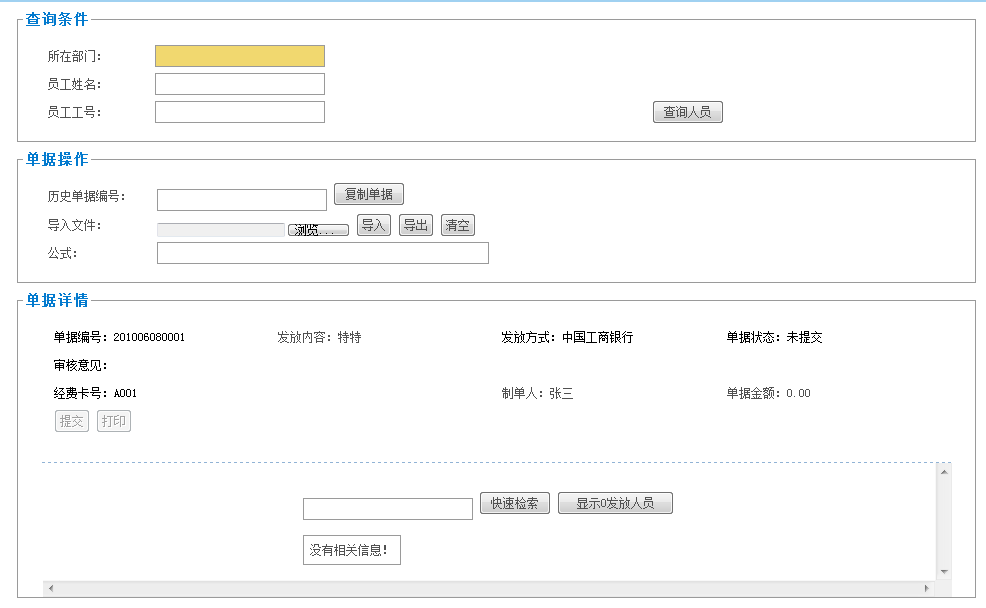 查询条件
所在部门：
员工姓名：
员工工号： 查询人员
单据操作
历史单据编号： 复制单据
导入文件： 浏览... 导入 导出 清空
公式：
单据详情
单据编号：201006080001 发放内容：特特 发放方式：中国工商银行 单据状态：未提交
审核意见：
经费卡号：A001 制单人：张三 单据金额：0.00
提交 打印
快速检索 显示0发放人员
没有相关信息！